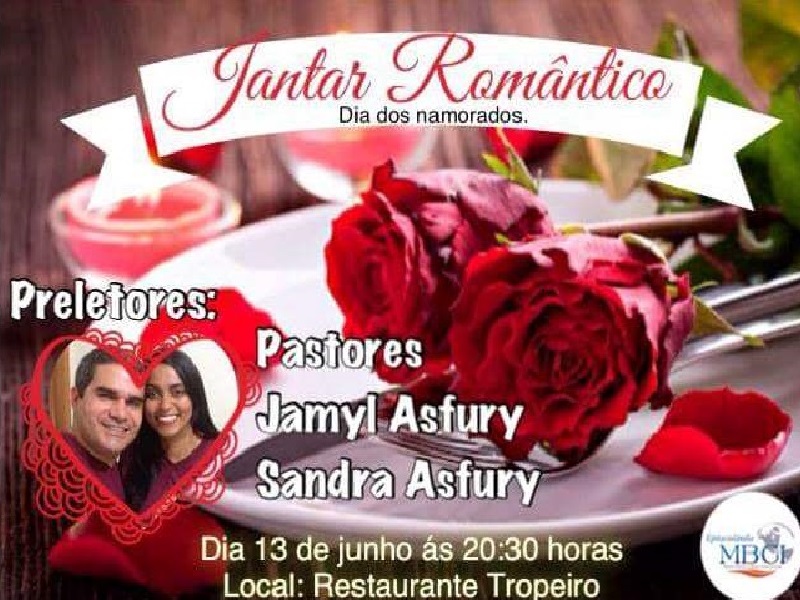 Jantar Romântico
Dia dos namorados.
Preletores:
Pastores
Jamyl Asfury
Sandra Asfury
Dia 13 de junho ás 20:30 horas
Local: Restaurante Tropeiro
MBCI